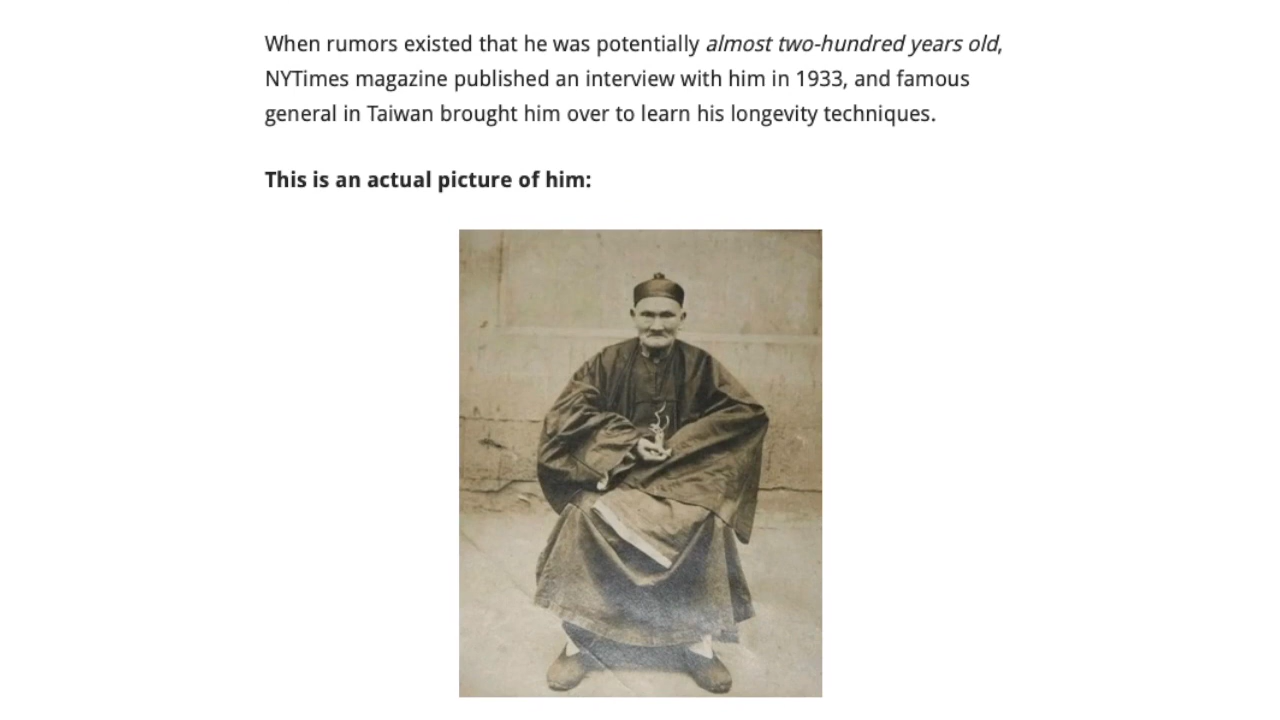 When rumors existed that he was potentially almost two-hundred years old,
NYTimes magazine published an interview with him in 1933, and famous
general in Taiwan brought him over to learn his longevity techniques.
This is an actual picture of him: